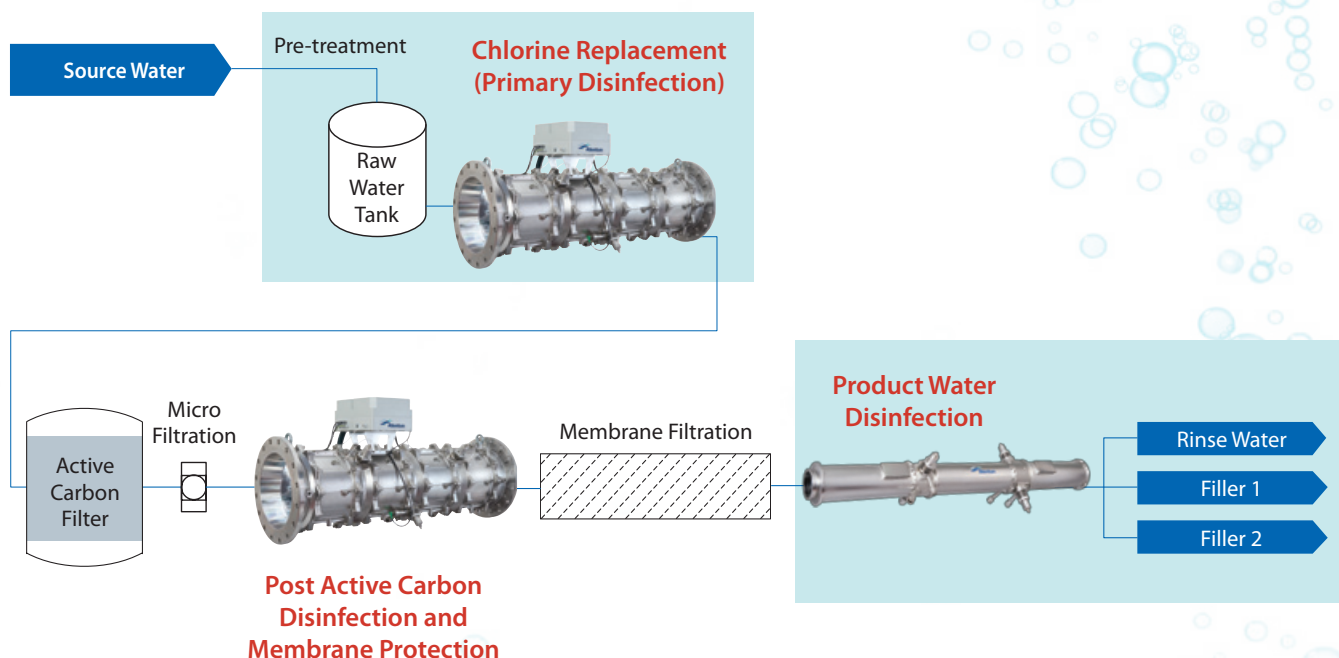 Source Water
Pre-treatment
Chlorine Replacement
(Primary Disinfection)
Raw
Water
Tank
Active
Carbon
Filter
Micro
Filtration
Post Active Carbon
Disinfection and
Membrane Protection
Membrane Filtration
Product Water
Disinfection
Rinse Water
Filler 1
Filler 2